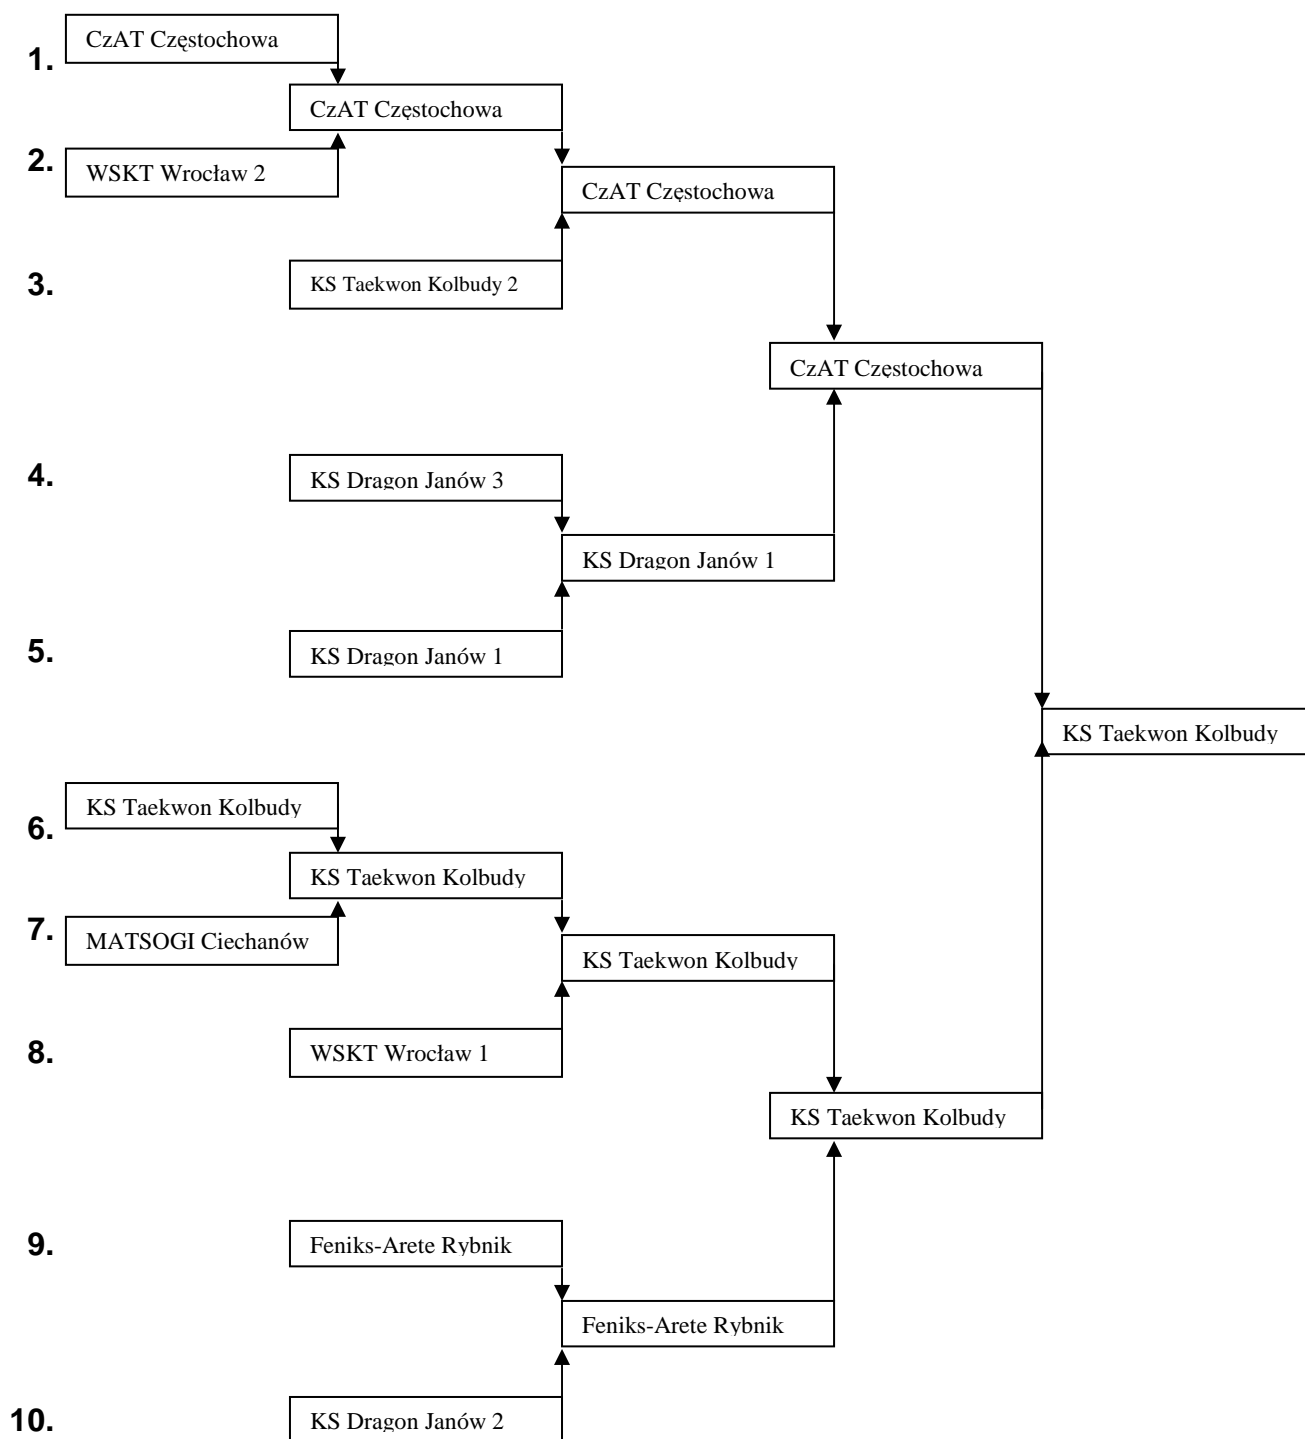 1. CzAT Częstochowa
CzAT Częstochowa
2. WSKT Wrocław 2
CzAT Częstochowa
3. KS Taekwon Kolbudy 2
CzAT Częstochowa
4. KS Dragon Janów 3
KS Dragon Janów 1
5. KS Dragon Janów 1
KS Taekwon Kolbudy
6. KS Taekwon Kolbudy
KS Taekwon Kolbudy
7. MATSOGI Ciechanów
KS Taekwon Kolbudy
8. WSKT Wrocław 1
KS Taekwon Kolbudy
9. Feniks-Arete Rybnik
Feniks-Arete Rybnik
10. KS Dragon Janów 2